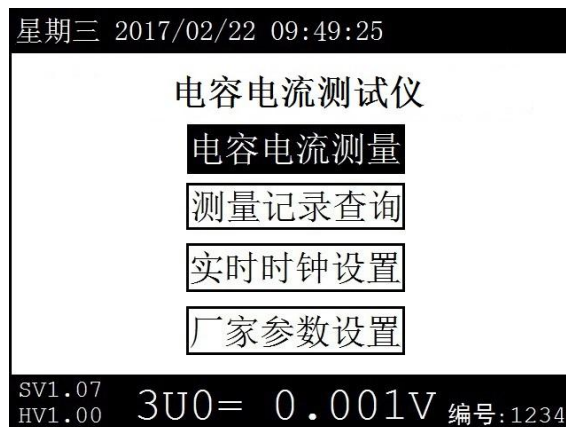 星期三 2017/02/22 09:49:25
电容电流测试仪
电容电流测量
测量记录查询
实时时钟设置
厂家参数设置
SV1.07
HV1.00
3U0= 0.001V
编号:1234